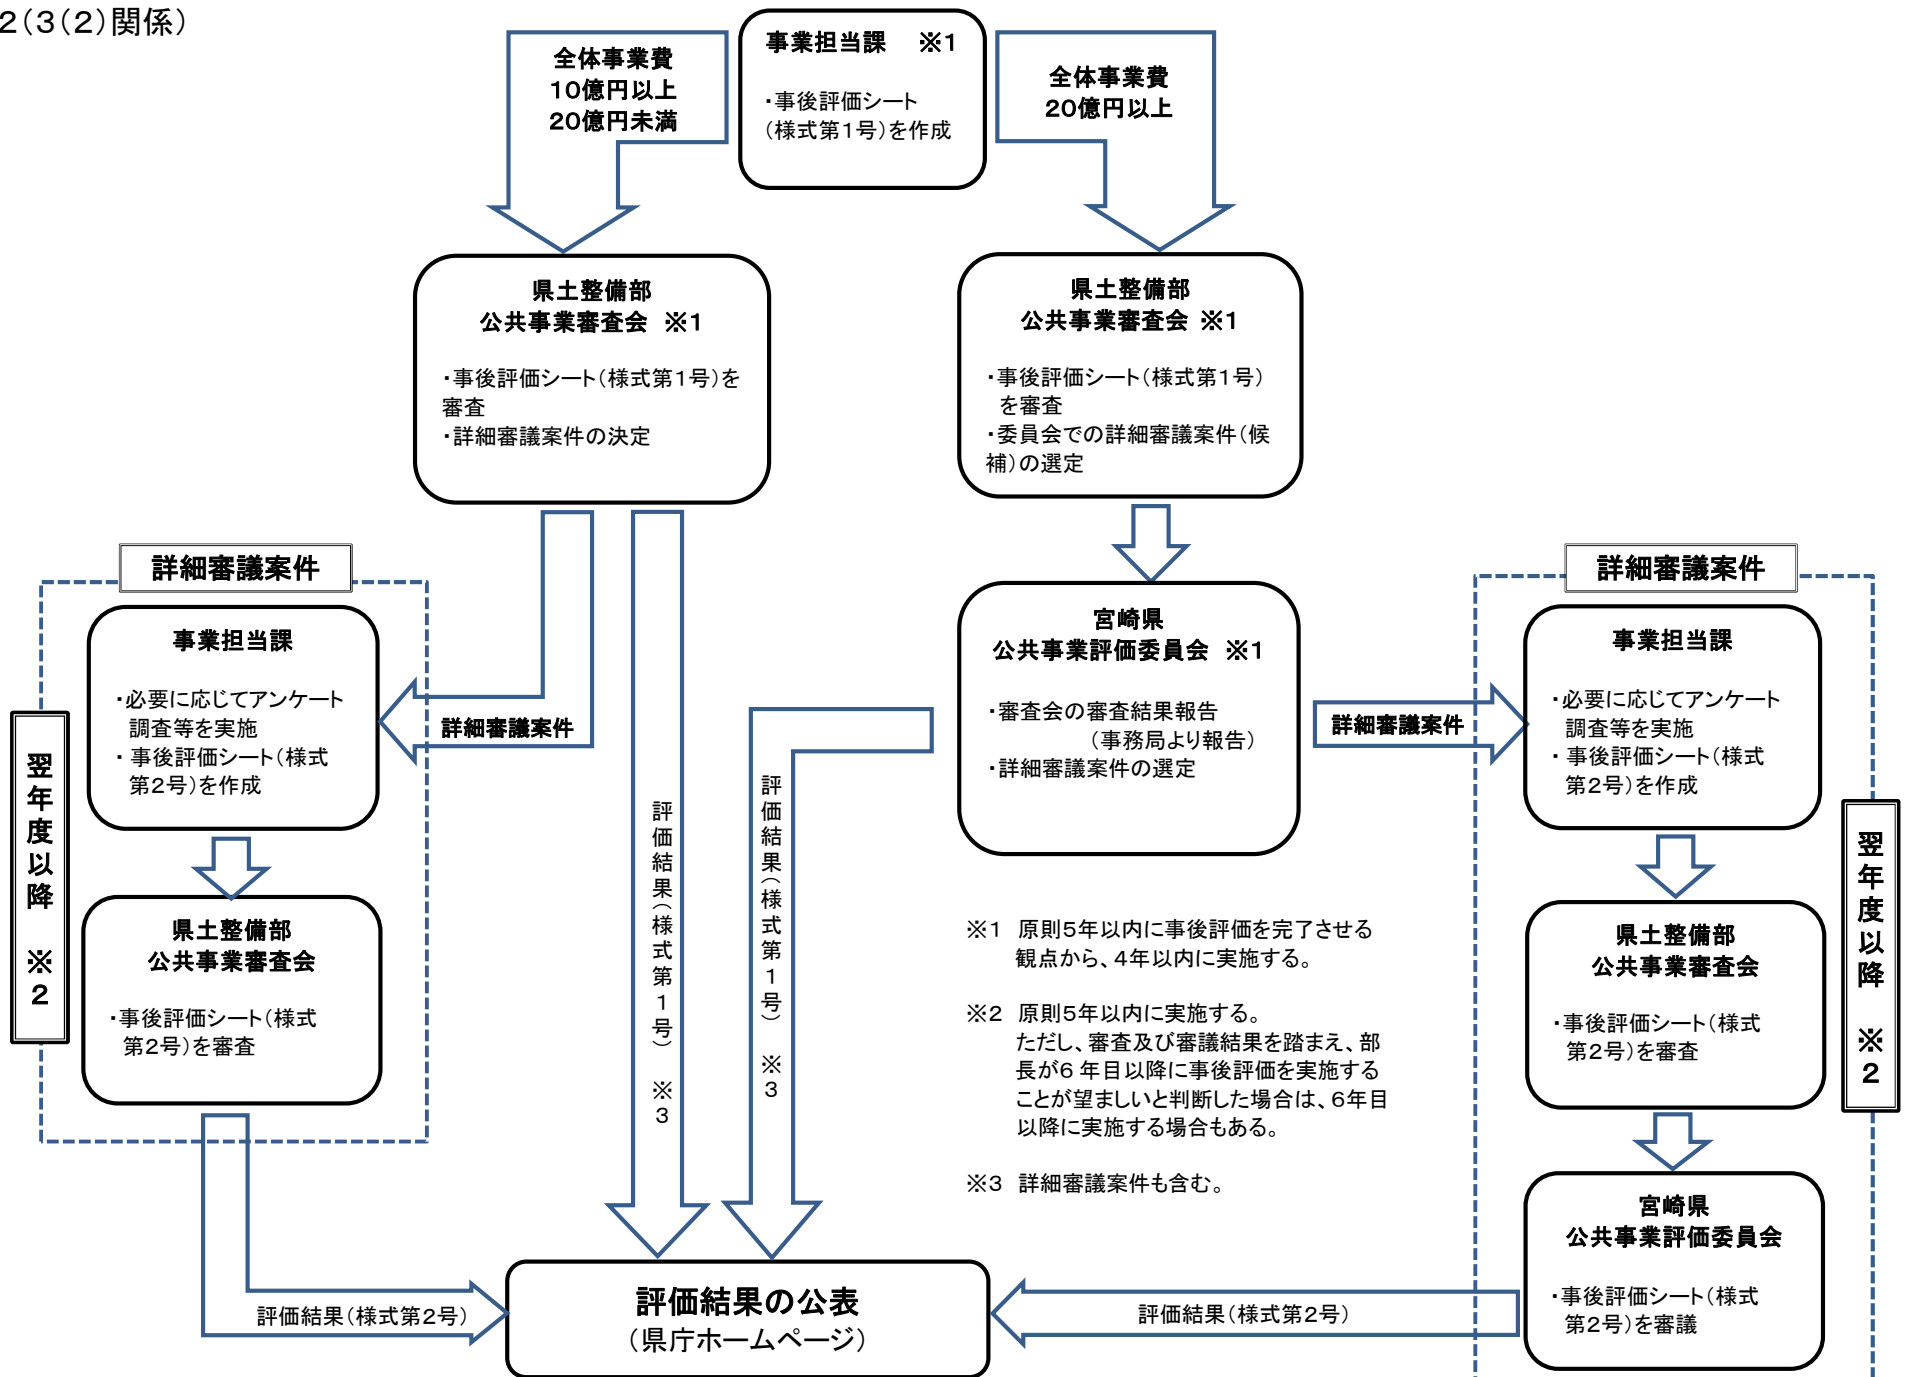 2(3(2)関係)
事業担当課 ※1
・事後評価シート
(様式第1号)を作成
全体事業費
10億円以上
20億円未満
全体事業費
20億円以上
県土整備部
公共事業審査会 ※1
・事後評価シート(様式第1号)を
審査
・詳細審議案件の決定
県土整備部
公共事業審査会 ※1
・事後評価シート(様式第1号)
を審査
・委員会での詳細審議案件(候
補)の選定
詳細審議案件
事業担当課
・必要に応じてアンケート
調査等を実施
・ 事後評価シート(様式
第2号)を作成
詳細審議案件
翌年度以降 ※2
県土整備部
公共事業審査会
・事後評価シート(様式
第2号)を審査
評価結果(様式第1号) ※3
評価結果(様式第1号) ※3
宮崎県
公共事業評価委員会 ※1
・審査会の審査結果報告
(事務局より報告)
・詳細審議案件の選定
詳細審議案件
詳細審議案件
事業担当課
・必要に応じてアンケート
調査等を実施
・ 事後評価シート(様式
第2号)を作成
翌年度以降 ※2
県土整備部
公共事業審査会
・事後評価シート(様式
第2号)を審査
宮崎県
公共事業評価委員会
・事後評価シート(様式
第2号)を審議
※1 原則5年以内に事後評価を完了させる
観点から、4年以内に実施する。
※2 原則5年以内に実施する。
ただし、審査及び審議結果を踏まえ、部
長が6年目以降に事後評価を実施する
ことが望ましいと判断した場合は、6年目
以降に実施する場合もある。
※3 詳細審議案件も含む。
評価結果(様式第2号)
評価結果の公表
(県庁ホームページ)
評価結果(様式第2号)